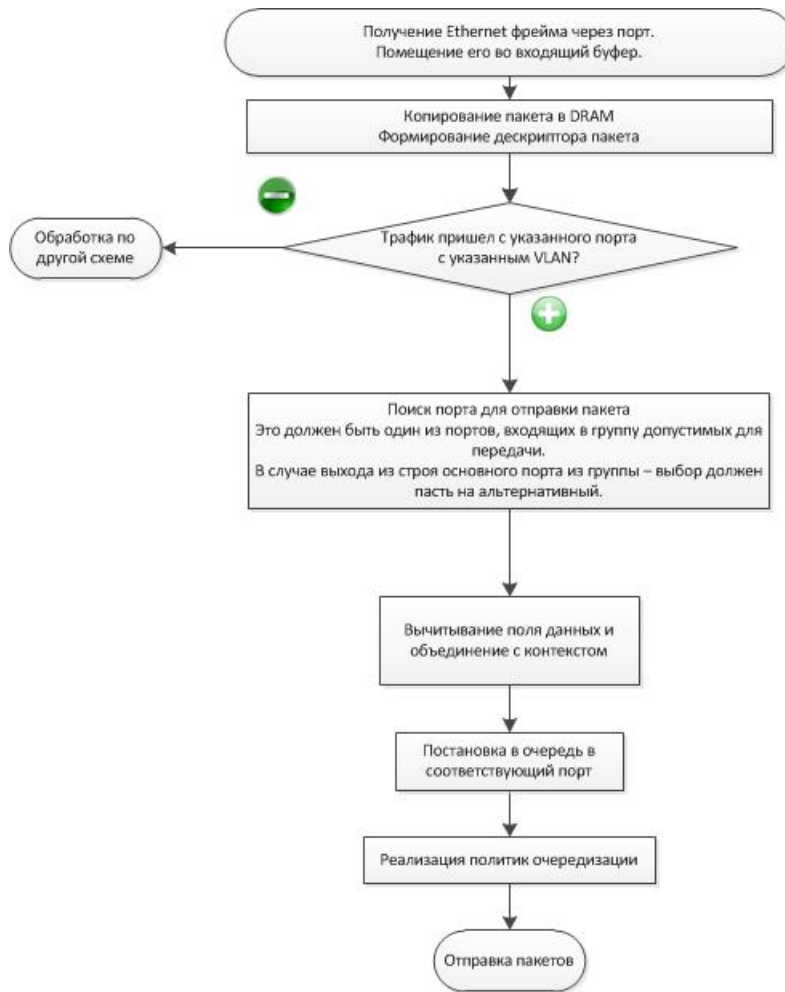 Получение Ethernet фрейма через порт.
Помещение его во входящий буфер.
Копирование пакета в DRAM
Формирование дескриптора пакета
Трафик пришел с указанного порта
с указанным VLAN?
Обработка по
другой схеме
Поиск порта для отправки пакета
Это должен быть один из портов, входящих в группу допустимых для
передачи.
В случае выхода из строя основного порта из группы – выбор должен
пасть на альтернативный.
Вычитывание поля данных и
объединение с контекстом
Постановка в очередь в
соответствующий порт
Реализация политик очередизации
Отправка пакетов